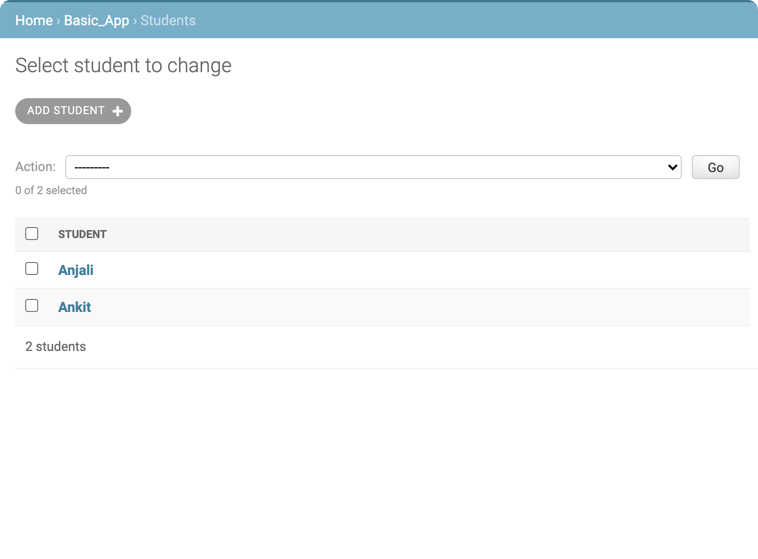 Home › Basic_App › Students
Select student to change
ADD STUDENT +
Action: --------- Go
0 of 2 selected
STUDENT
Anjali
Ankit
2 students